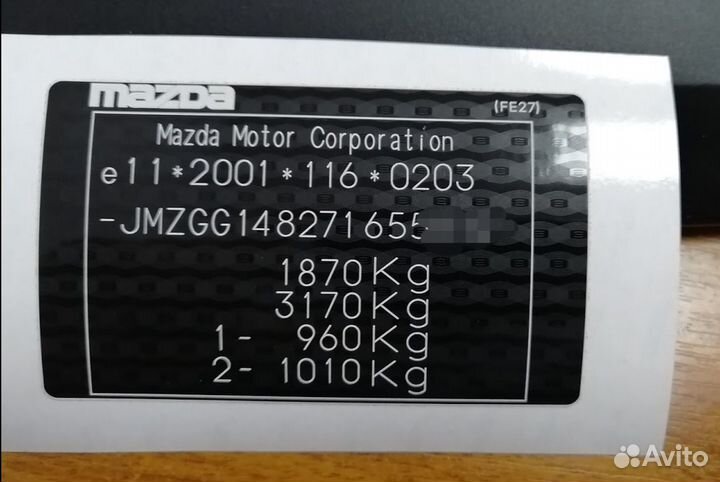 mazda
(FE27)
Mazda Motor Corporation
e11*2001*116*0203
-JMZGG148271655
1870Kg
3170Kg
1- 960Kg
2- 1010Kg
Avito